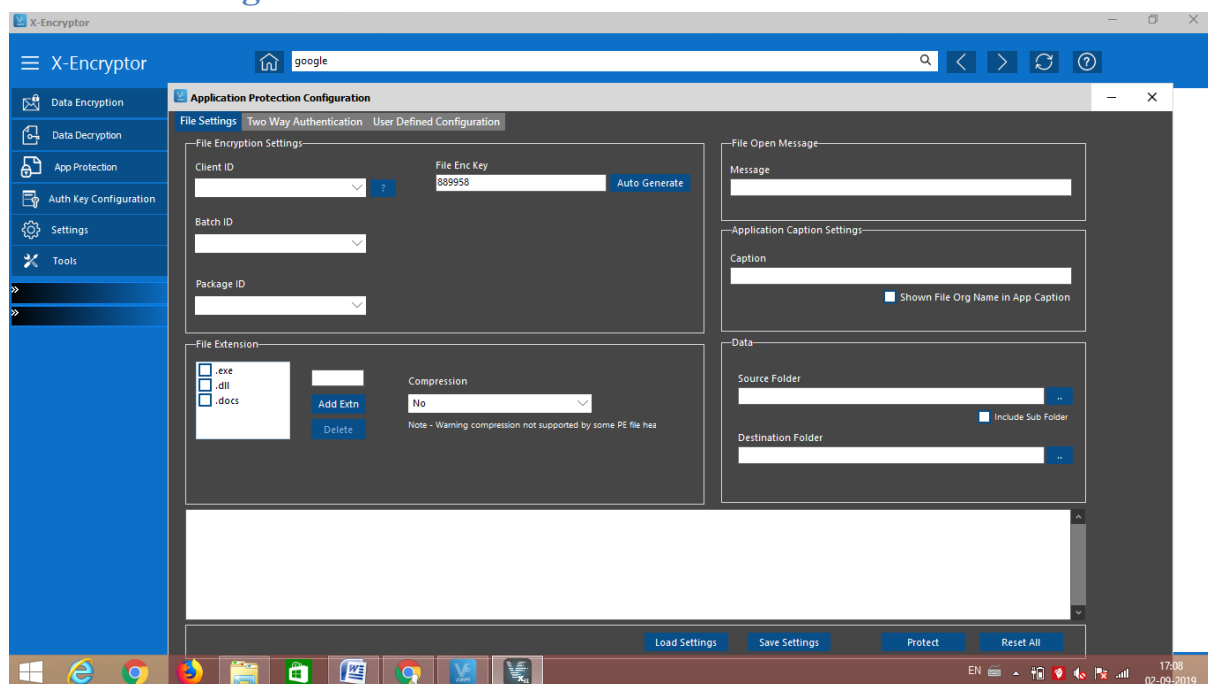 X-Encryptor
X-Encryptor
google
Data Encryption
Data Decryption
App Protection
Auth Key Configuration
Settings
Tools
»
»
Application Protection Configuration
File Settings Two Way Authentication User Defined Configuration
File Encryption Settings
Client ID
?
File Enc Key
889958
Auto Generate
Batch ID
Package ID
File Open Message
Message
Application Caption Settings
Caption
Shown File Org Name in App Caption
File Extension
.exe
.dll
.docs
Add Extn
Delete
Compression
No
Note - Warning compression not supported by some PE file hea
Data
Source Folder
..
Include Sub Folder
Destination Folder
..
Load Settings Save Settings Protect Reset All
EN
17:08
02-09-2019